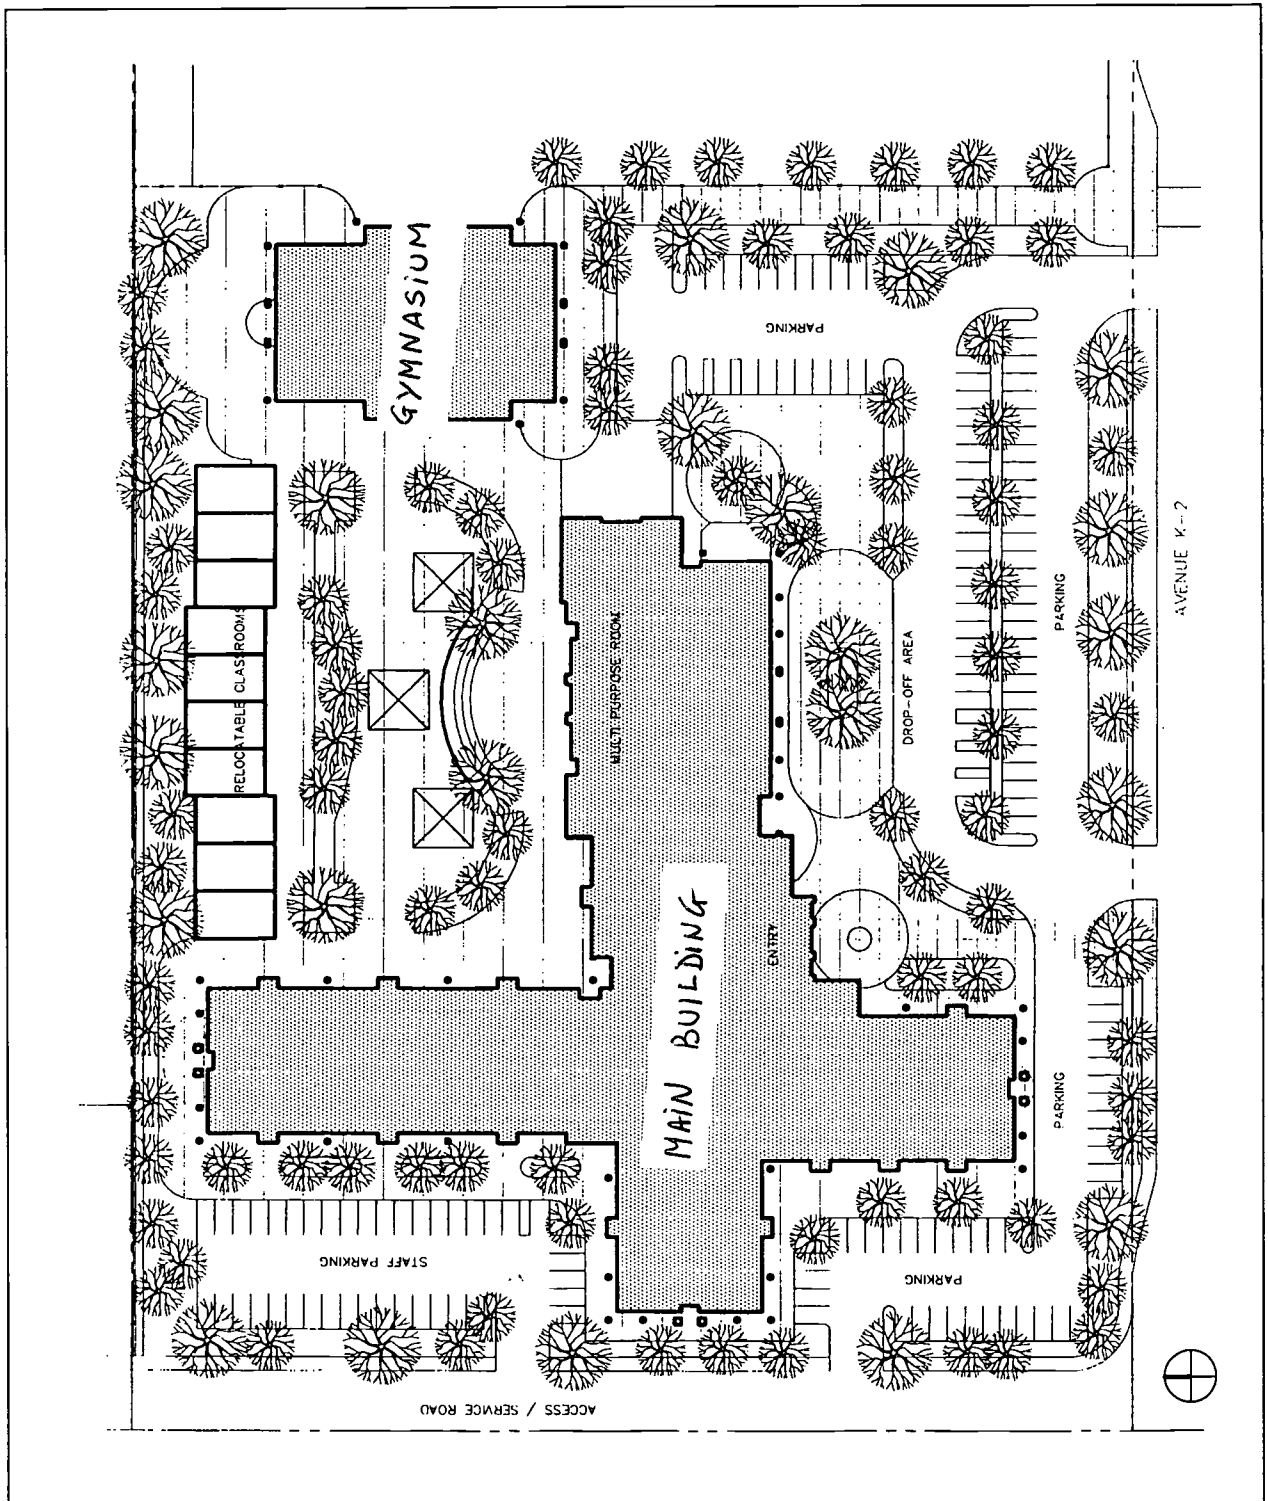 GYMNASIUM
PARKING
RELOCATABLE CLASSROOMS
MULTI-PURPOSE ROOM
DROP-OFF AREA
PARKING
AVENUE K-2
MAIN BUILDING
ENTRY
PARKING
STAFF PARKING
PARKING
ACCESS / SERVICE ROAD